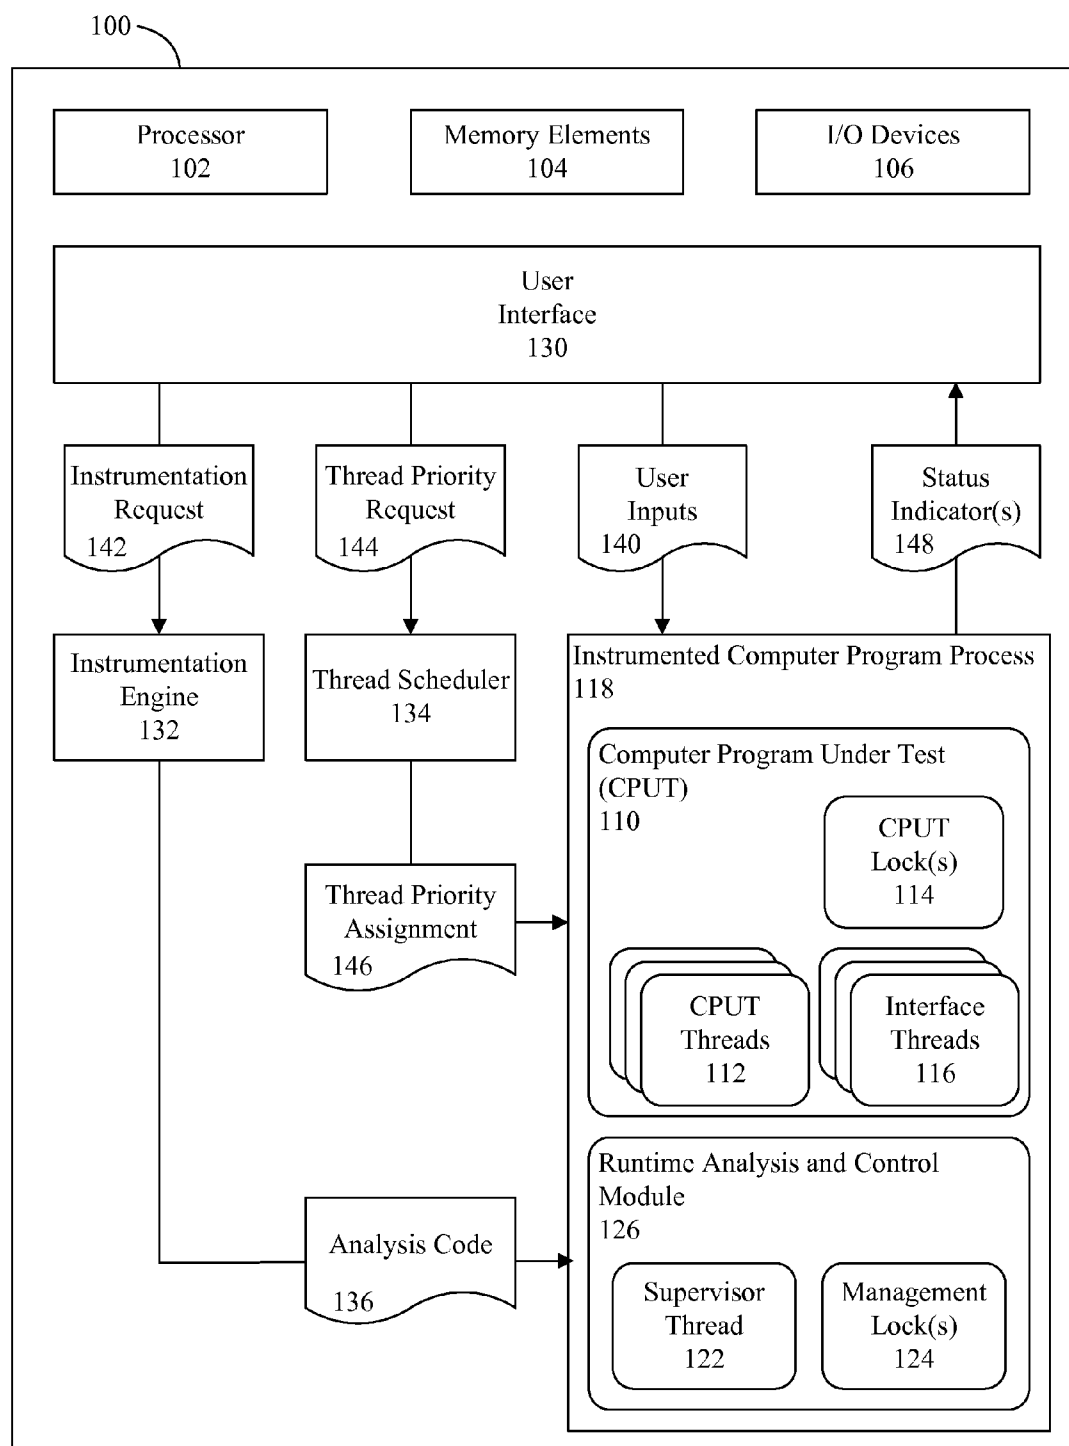 100
Processor
102
Memory Elements
104
I/O Devices
106
User
Interface
130
Instrumentation
Request
142
Thread Priority
Request
144
User
Inputs
140
Status
Indicator(s)
148
Instrumentation
Engine
132
Thread Scheduler
134
Instrumented Computer Program Process
118
Computer Program Under Test
(CPUT)
110
CPUT
Lock(s)
114
Thread Priority
Assignment
146
CPUT
Threads
112
Interface
Threads
116
Runtime Analysis and Control
Module
126
Analysis Code
136
Supervisor
Thread
122
Management
Lock(s)
124